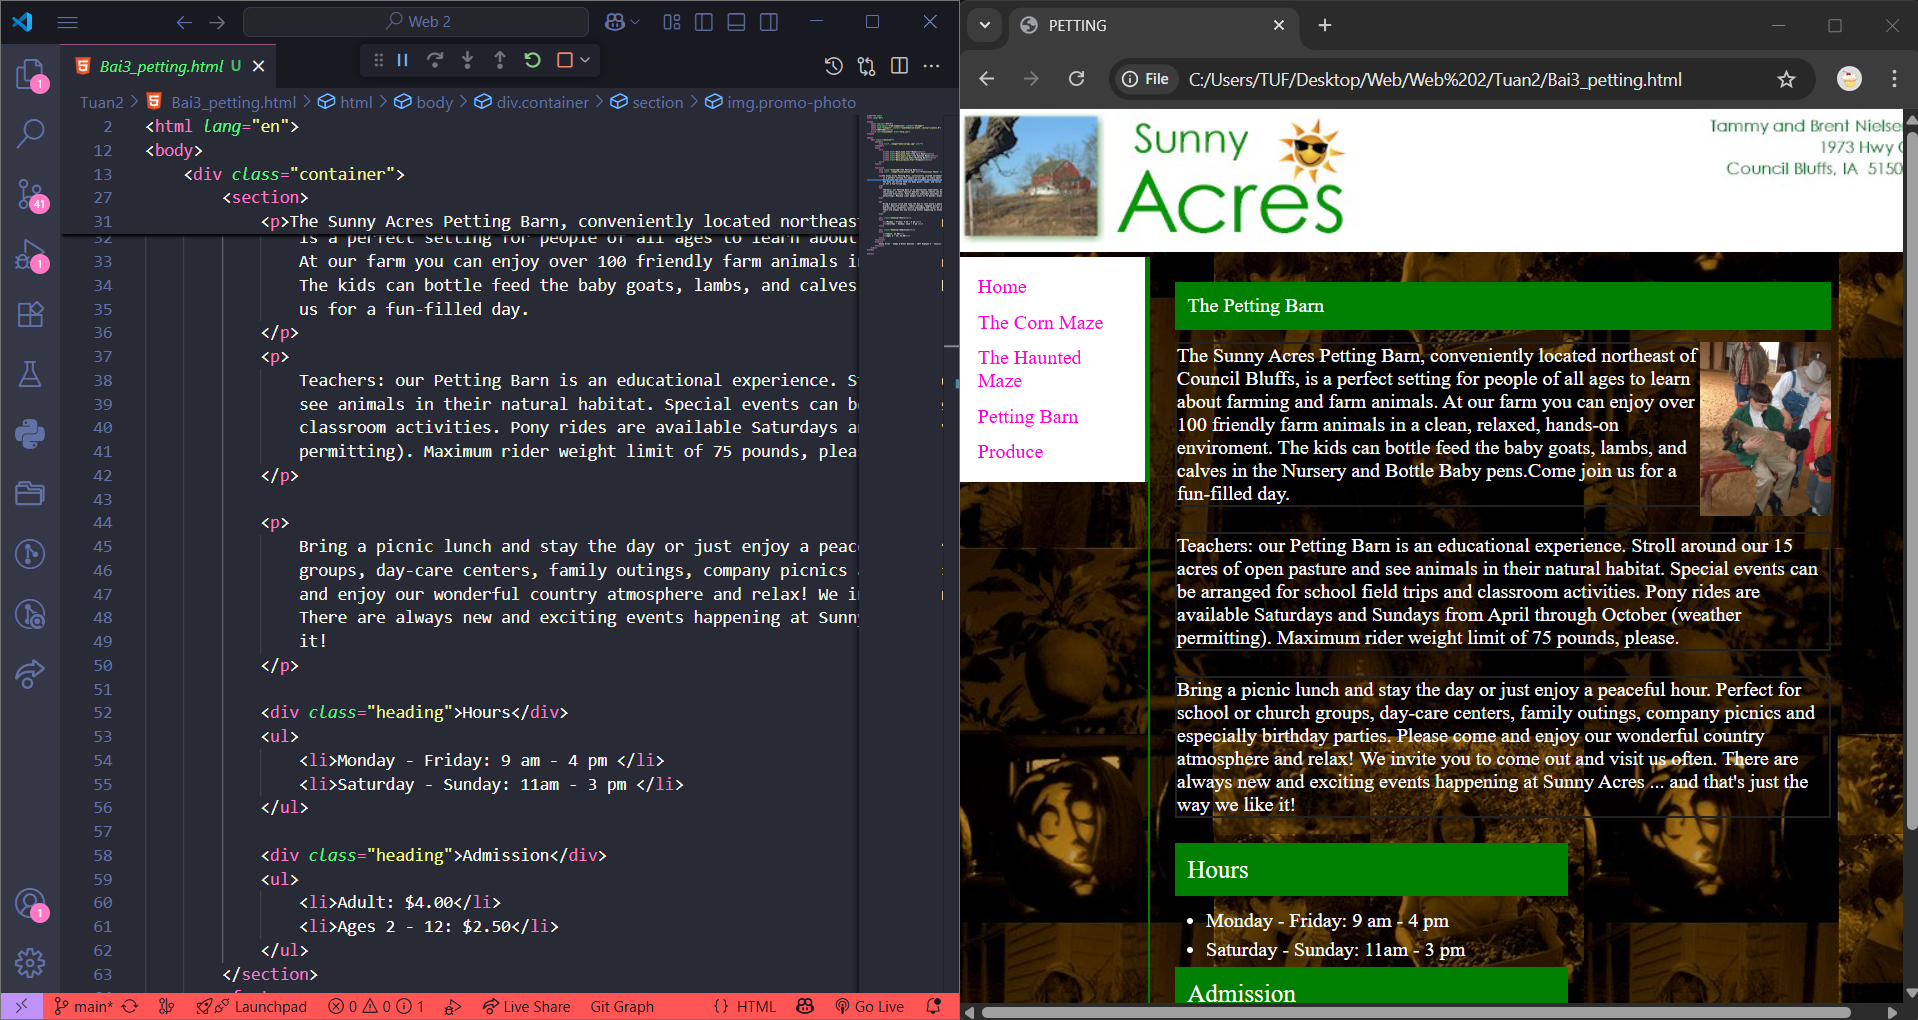 Web 2
Bai3_petting.html U
Tuan2 > Bai3_petting.html > html > body > div.container > section > img.promo-photo
2 <html lang="en">
12 <body>
13 <div class="container">
27 <section>
31 <p>The Sunny Acres Petting Barn, conveniently located northeast
32 is a perfect setting for people of all ages to learn about
33 At our farm you can enjoy over 100 friendly farm animals i
34 The kids can bottle feed the baby goats, lambs, and calves
35 us for a fun-filled day.
36 </p>
37 <p>
38 Teachers: our Petting Barn is an educational experience. S
39 see animals in their natural habitat. Special events can b
40 classroom activities. Pony rides are available Saturdays a
41 permitting). Maximum rider weight limit of 75 pounds, plea
42 </p>
43
44 <p>
45 Bring a picnic lunch and stay the day or just enjoy a peac
46 groups, day-care centers, family outings, company picnics
47 and enjoy our wonderful country atmosphere and relax! We i
48 There are always new and exciting events happening at Sunn
49 it!
50 </p>
51
52 <div class="heading">Hours</div>
53 <ul>
54 <li>Monday - Friday: 9 am - 4 pm </li>
55 <li>Saturday - Sunday: 11am - 3 pm </li>
56 </ul>
57
58 <div class="heading">Admission</div>
59 <ul>
60 <li>Adult: $4.00</li>
61 <li>Ages 2 - 12: $2.50</li>
62 </ul>
63 </section>
1
41
1
1
main* Launchpad 0 0 1 Live Share Git Graph { } HTML Go Live
PETTING
File C:/Users/TUF/Desktop/Web/Web%202/Tuan2/Bai3_petting.html
Sunny
Acres
Tammy and Brent Nielse
1973 Hwy
Council Bluffs, IA 5150
Home
The Corn Maze
The Haunted
Maze
Petting Barn
Produce
The Petting Barn
The Sunny Acres Petting Barn, conveniently located northeast of
Council Bluffs, is a perfect setting for people of all ages to learn
about farming and farm animals. At our farm you can enjoy over
100 friendly farm animals in a clean, relaxed, hands-on
enviroment. The kids can bottle feed the baby goats, lambs, and
calves in the Nursery and Bottle Baby pens.Come join us for a
fun-filled day.
Teachers: our Petting Barn is an educational experience. Stroll around our 15
acres of open pasture and see animals in their natural habitat. Special events can
be arranged for school field trips and classroom activities. Pony rides are
available Saturdays and Sundays from April through October (weather
permitting). Maximum rider weight limit of 75 pounds, please.
Bring a picnic lunch and stay the day or just enjoy a peaceful hour. Perfect for
school or church groups, day-care centers, family outings, company picnics and
especially birthday parties. Please come and enjoy our wonderful country
atmosphere and relax! We invite you to come out and visit us often. There are
always new and exciting events happening at Sunny Acres ... and that's just the
way we like it!
Hours
• Monday - Friday: 9 am - 4 pm
• Saturday - Sunday: 11am - 3 pm
Admission